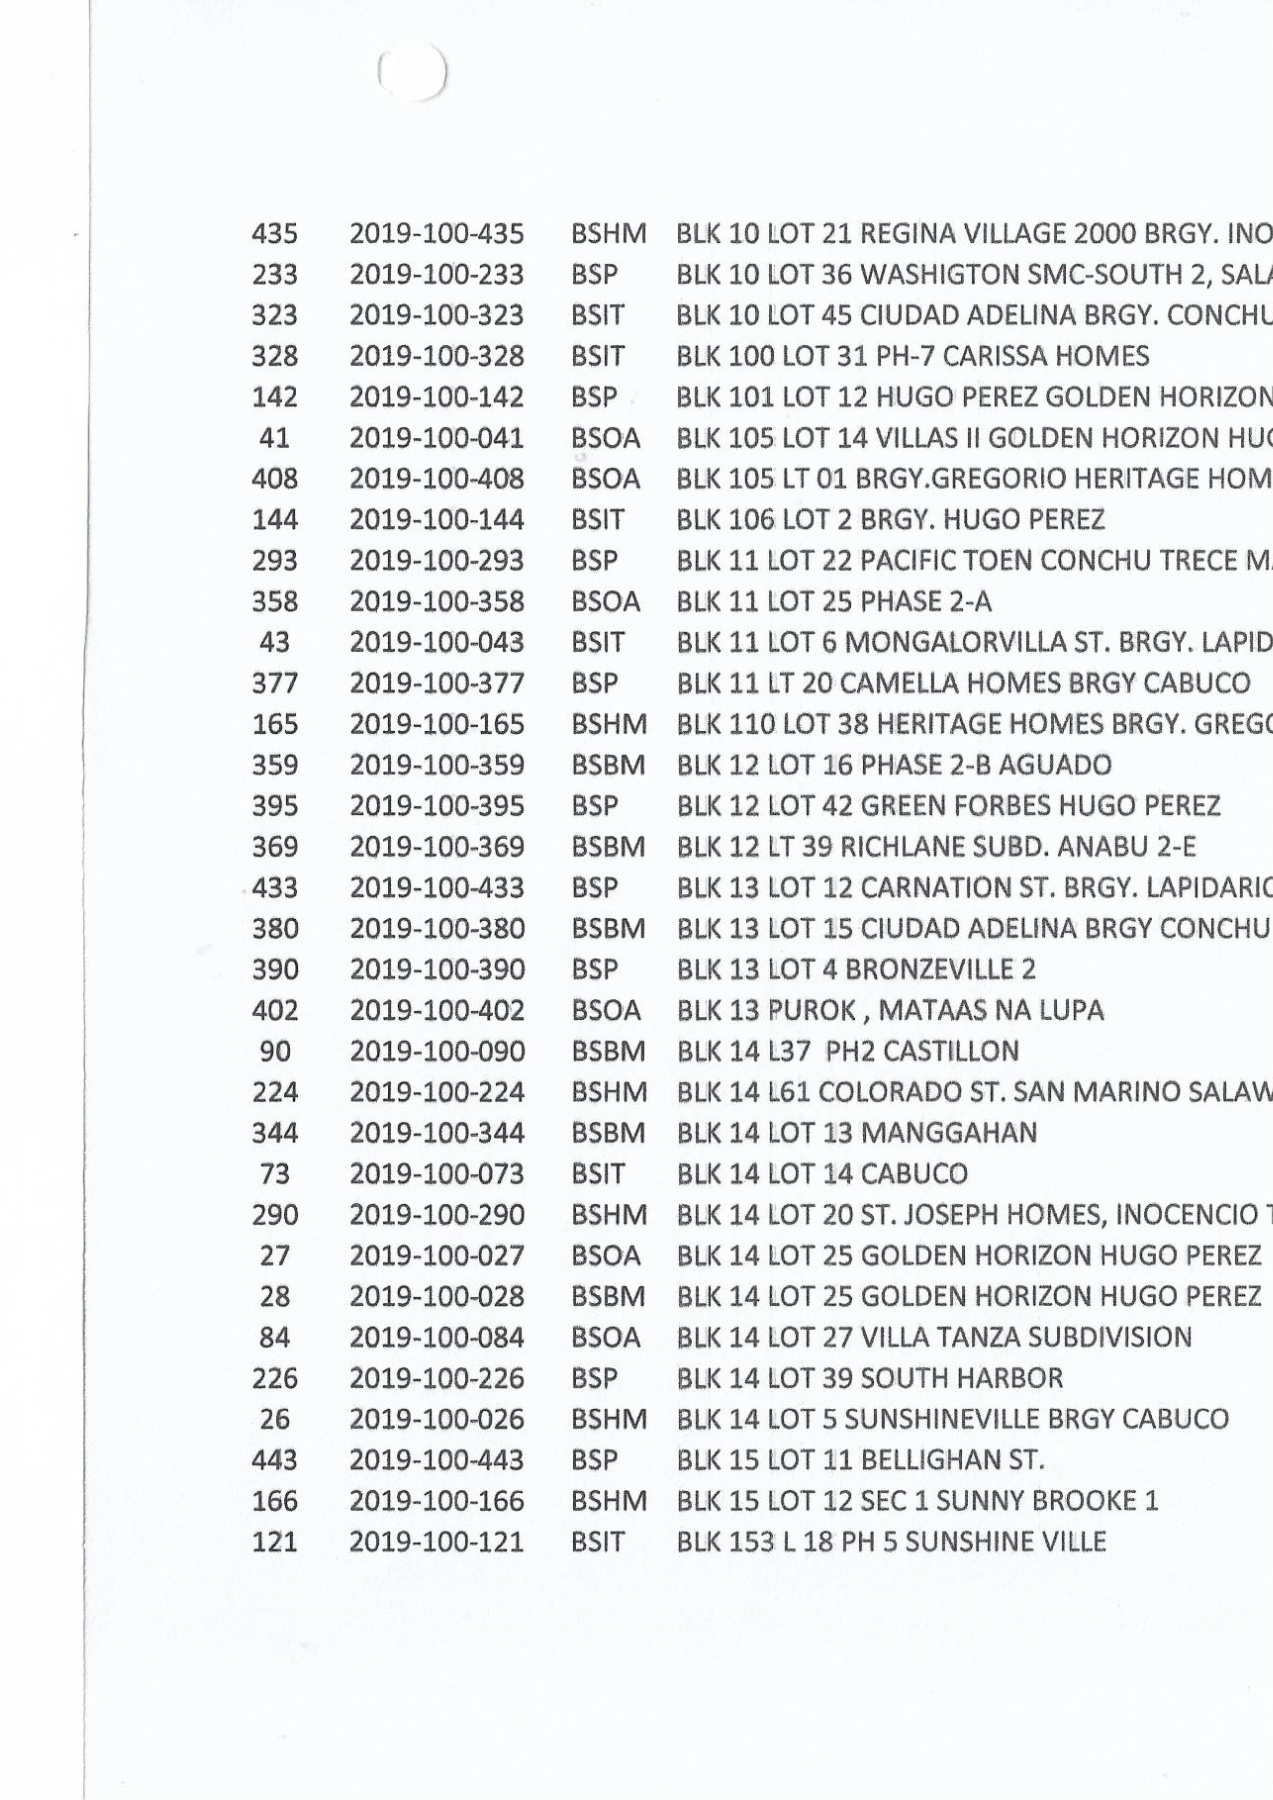 435 2019-100-435 BSHM BLK 10 LOT 21 REGINA VILLAGE 2000 BRGY. INO
233 2019-100-233 BSP BLK 10 LOT 36 WASHIGTON SMC-SOUTH 2, SALA
323 2019-100-323 BSIT BLK 10 LOT 45 CIUDAD ADELINA BRGY. CONCHU
328 2019-100-328 BSIT BLK 100 LOT 31 PH-7 CARISSA HOMES
142 2019-100-142 BSP BLK 101 LOT 12 HUGO PEREZ GOLDEN HORIZON
41 2019-100-041 BSOA BLK 105 LOT 14 VILLAS II GOLDEN HORIZON HUG
408 2019-100-408 BSOA BLK 105 LT 01 BRGY.GREGORIO HERITAGE HOM
144 2019-100-144 BSIT BLK 106 LOT 2 BRGY. HUGO PEREZ
293 2019-100-293 BSP BLK 11 LOT 22 PACIFIC TOEN CONCHU TRECE MA
358 2019-100-358 BSOA BLK 11 LOT 25 PHASE 2-A
43 2019-100-043 BSIT BLK 11 LOT 6 MONGALORVILLA ST. BRGY. LAPID
377 2019-100-377 BSP BLK 11 LT 20 CAMELLA HOMES BRGY CABUCO
165 2019-100-165 BSHM BLK 110 LOT 38 HERITAGE HOMES BRGY. GREGO
359 2019-100-359 BSBM BLK 12 LOT 16 PHASE 2-B AGUADO
395 2019-100-395 BSP BLK 12 LOT 42 GREEN FORBES HUGO PEREZ
369 2019-100-369 BSBM BLK 12 LT 39 RICHLANE SUBD. ANABU 2-E
433 2019-100-433 BSP BLK 13 LOT 12 CARNATION ST. BRGY. LAPIDARIO
380 2019-100-380 BSBM BLK 13 LOT 15 CIUDAD ADELINA BRGY CONCHU
390 2019-100-390 BSP BLK 13 LOT 4 BRONZEVILLE 2
402 2019-100-402 BSOA BLK 13 PUROK , MATAAS NA LUPA
90 2019-100-090 BSBM BLK 14 L37 PH2 CASTILLON
224 2019-100-224 BSHM BLK 14 L61 COLORADO ST. SAN MARINO SALAW
344 2019-100-344 BSBM BLK 14 LOT 13 MANGGAHAN
73 2019-100-073 BSIT BLK 14 LOT 14 CABUCO
290 2019-100-290 BSHM BLK 14 LOT 20 ST. JOSEPH HOMES, INOCENCIO T
27 2019-100-027 BSOA BLK 14 LOT 25 GOLDEN HORIZON HUGO PEREZ
28 2019-100-028 BSBM BLK 14 LOT 25 GOLDEN HORIZON HUGO PEREZ
84 2019-100-084 BSOA BLK 14 LOT 27 VILLA TANZA SUBDIVISION
226 2019-100-226 BSP BLK 14 LOT 39 SOUTH HARBOR
26 2019-100-026 BSHM BLK 14 LOT 5 SUNSHINEVILLE BRGY CABUCO
443 2019-100-443 BSP BLK 15 LOT 11 BELLIGHAN ST.
166 2019-100-166 BSHM BLK 15 LOT 12 SEC 1 SUNNY BROOKE 1
121 2019-100-121 BSIT BLK 153 L 18 PH 5 SUNSHINE VILLE